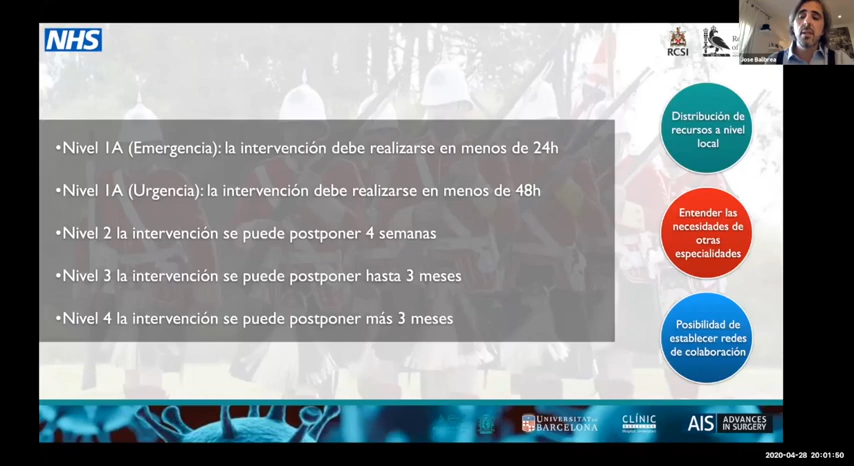 NHS
RCSI
Jose Balibrea
•Nivel 1A (Emergencia): la intervención debe realizarse en menos de 24h
•Nivel 1A (Urgencia): la intervención debe realizarse en menos de 48h
•Nivel 2 la intervención se puede postponer 4 semanas
•Nivel 3 la intervención se puede postponer hasta 3 meses
•Nivel 4 la intervención se puede postponer más 3 meses
Distribución de
recursos a nivel
local
Entender las
necesidades de
otras
especialidades
Posibilidad de
establecer redes
de colaboración
UNIVERSITAT DE
BARCELONA
CLÍNIC
BARCELONA
AIS ADVANCES
IN SURGERY
2020-04-28 20:01:50